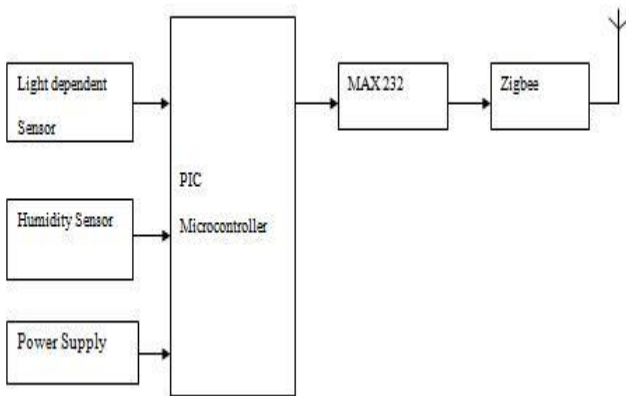 Light dependent
Sensor
Humidity Sensor
Power Supply
PIC
Microcontroller
MAX 232
Zigbee